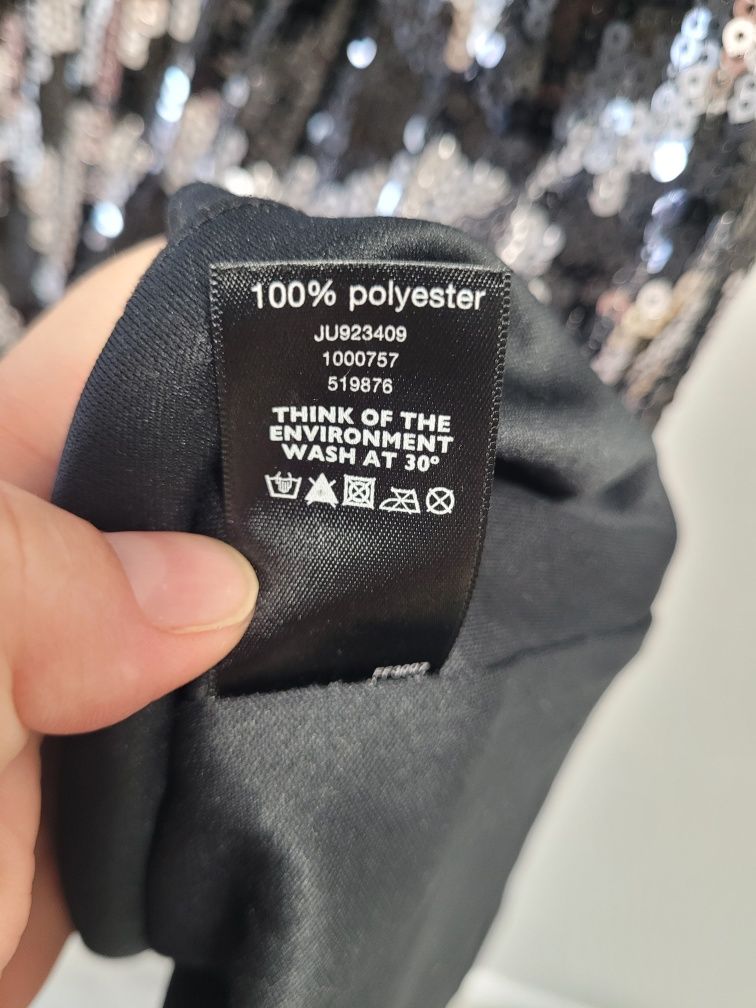 100% polyester
JU923409
1000757
519876
THINK OF THE
ENVIRONMENT
WASH AT 30°